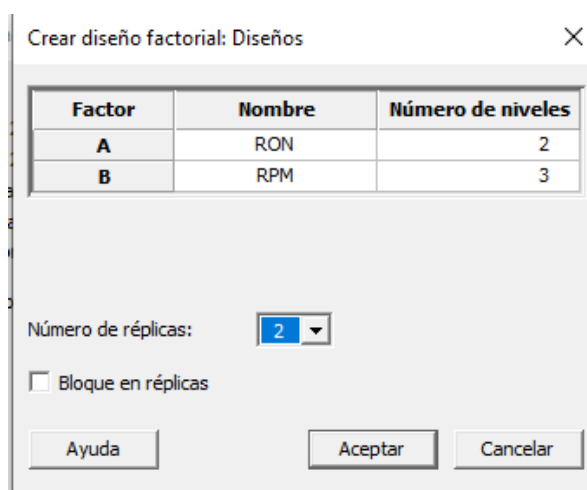 Crear diseño factorial: Diseños
Factor Nombre Número de niveles
A RON 2
B RPM 3
Número de réplicas: 2
Bloque en réplicas
Ayuda Aceptar Cancelar